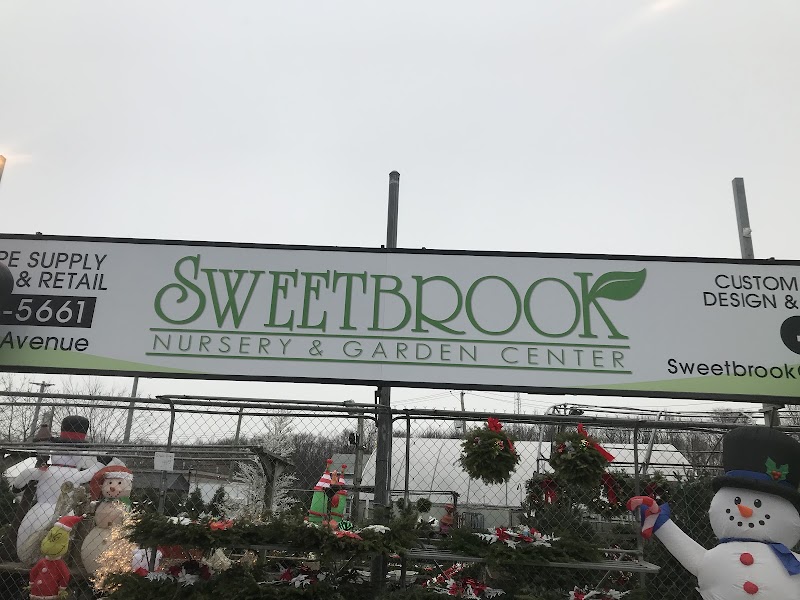 PE SUPPLY
& RETAIL
-5661
Avenue
SWEETBROOK
NURSERY & GARDEN CENTER
CUSTOM
DESIGN &
Sweetbrook